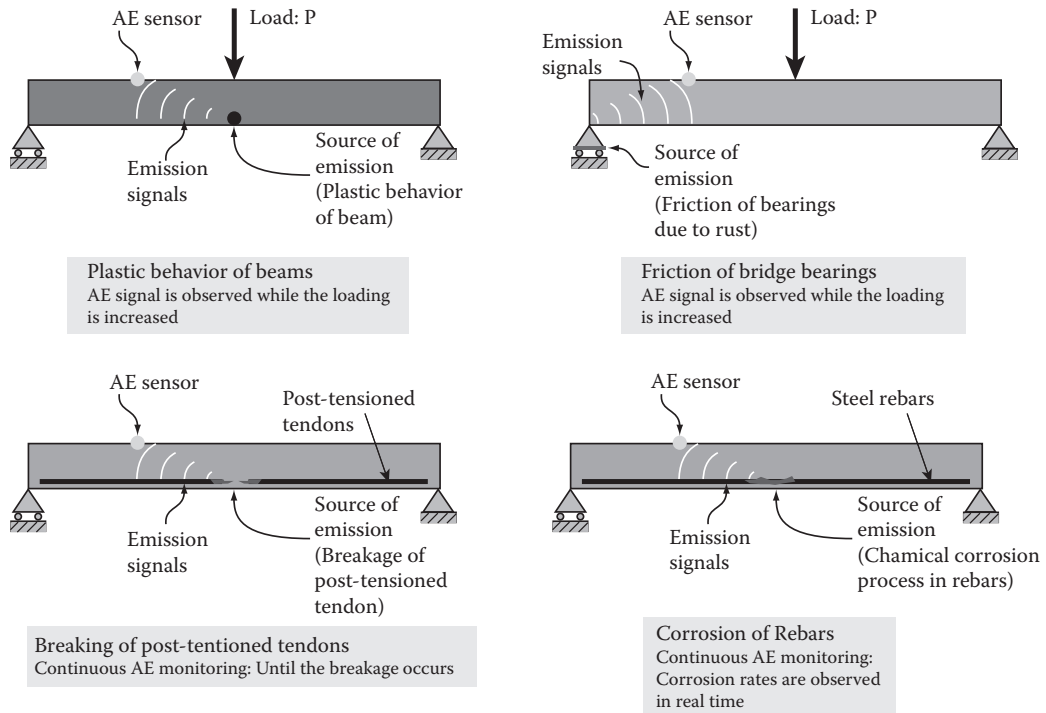 AE sensor
Load: P
Emission
signals
Source of
emission
(Plastic behavior
of beam)
Plastic behavior of beams
AE signal is observed while the loading
is increased
Emission
signals
AE sensor
Load: P
Source of
emission
(Friction of bearings
due to rust)
Friction of bridge bearings
AE signal is observed while the loading
is increased
AE sensor
Post-tensioned
tendons
Emission
signals
Source of
emission
(Breakage of
post-tensioned
tendon)
Breaking of post-tentioned tendons
Continuous AE monitoring: Until the breakage occurs
AE sensor
Steel rebars
Emission
signals
Source of
emission
(Chamical corrosion
process in rebars)
Corrosion of Rebars
Continuous AE monitoring:
Corrosion rates are observed
in real time